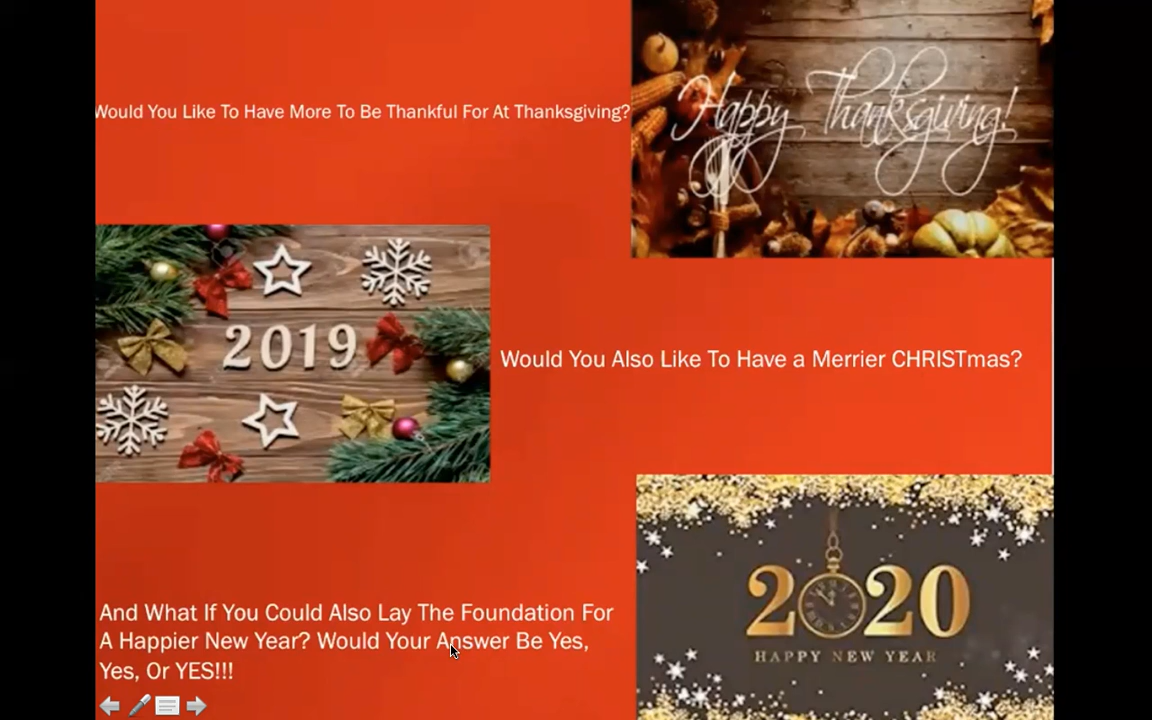 Would You Like To Have More To Be Thankful For At Thanksgiving?
Happy Thanksgiving!
2019
Would You Also Like To Have a Merrier CHRISTmas?
And What If You Could Also Lay The Foundation For
A Happier New Year? Would Your Answer Be Yes,
Yes, Or YES!!!
2020
HAPPY NEW YEAR